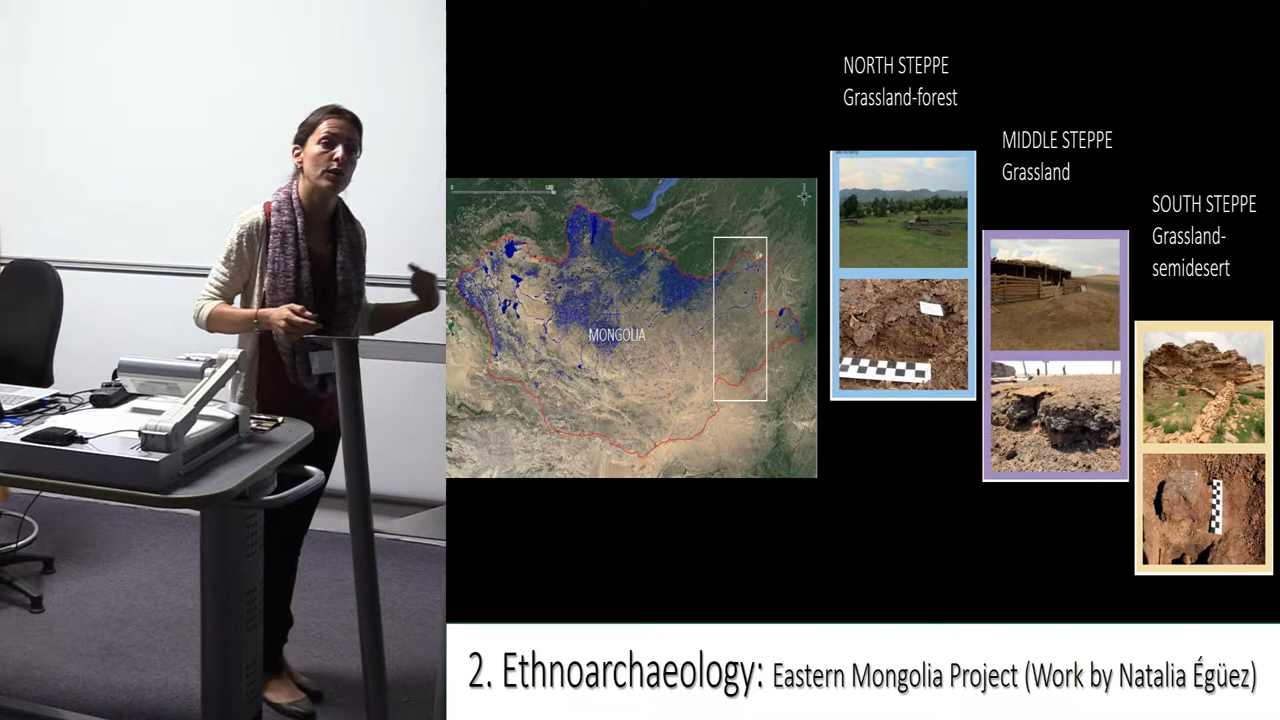 NORTH STEPPE
Grassland-forest
MIDDLE STEPPE
Grassland
SOUTH STEPPE
Grassland-
semidesert
MONGOLIA
2. Ethnoarchaeology: Eastern Mongolia Project (Work by Natalia Égüez)